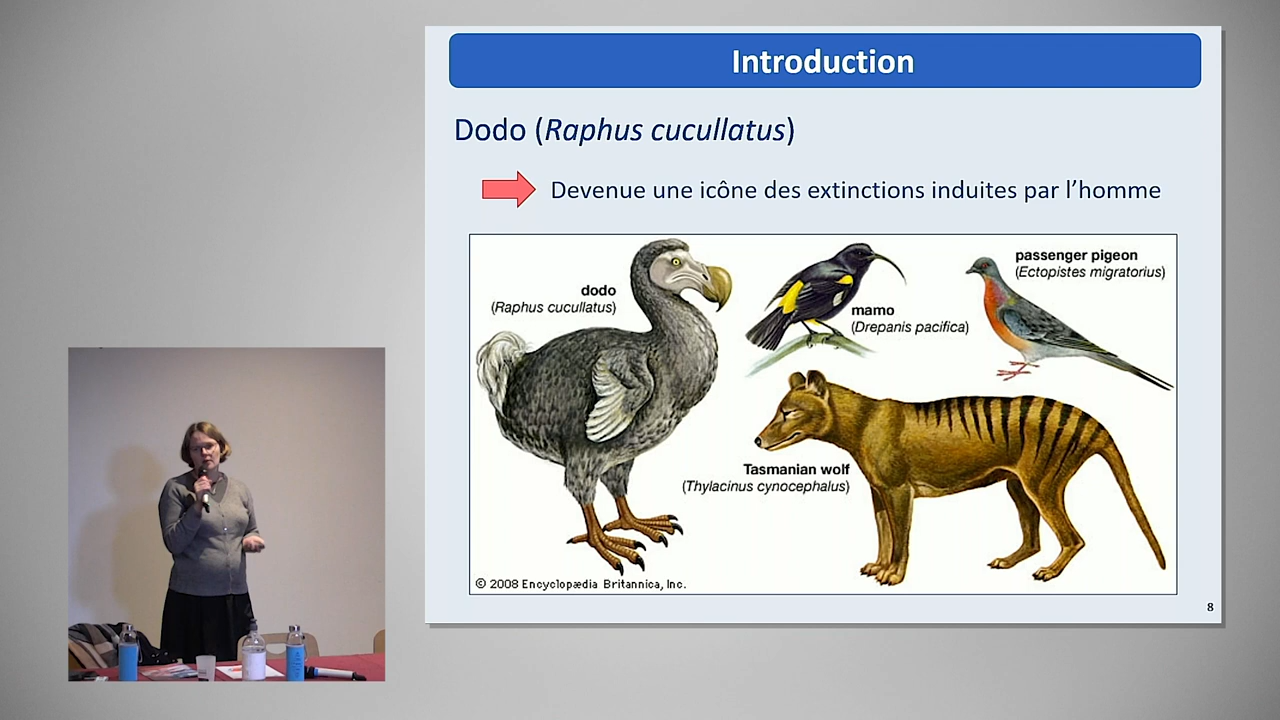 Introduction
Dodo (Raphus cucullatus)
Devenue une icône des extinctions induites par l’homme
dodo
(Raphus cucullatus)
mamo
(Drepanis pacifica)
passenger pigeon
(Ectopistes migratorius)
Tasmanian wolf
(Thylacinus cynocephalus)
© 2008 Encyclopædia Britannica, Inc.
8